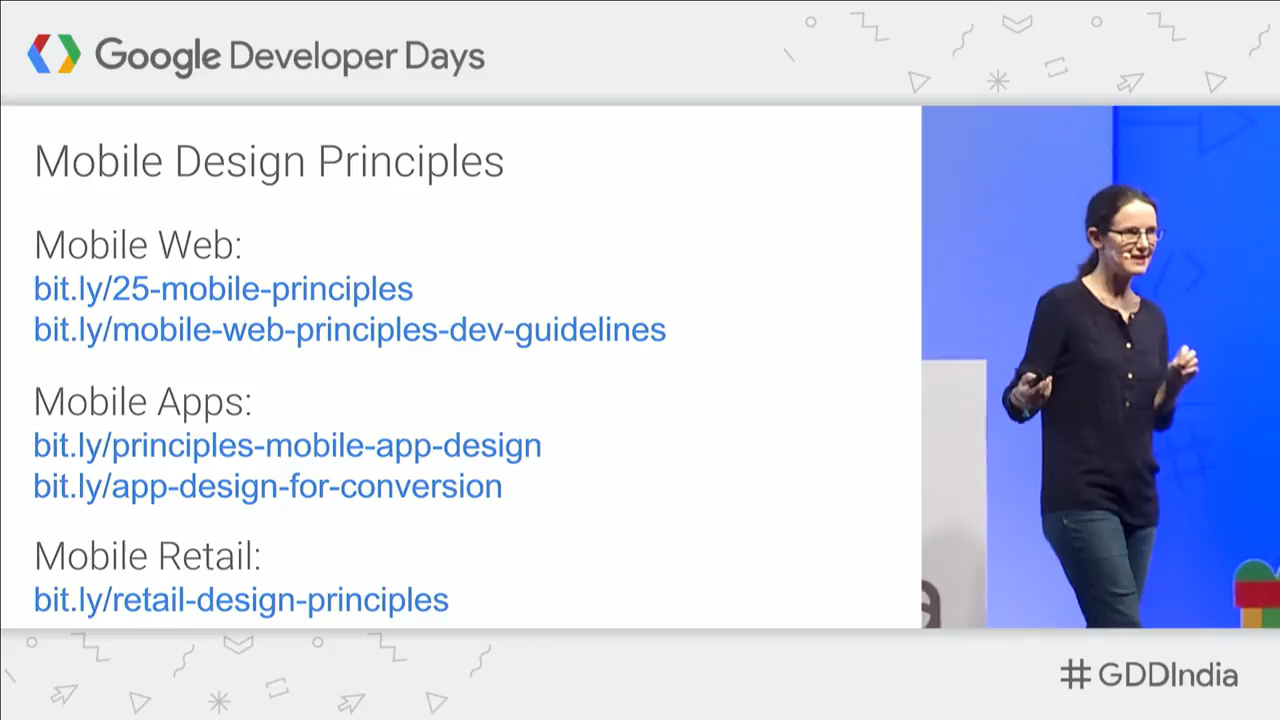 Google Developer Days
Mobile Design Principles
Mobile Web:
bit.ly/25-mobile-principles
bit.ly/mobile-web-principles-dev-guidelines
Mobile Apps:
bit.ly/principles-mobile-app-design
bit.ly/app-design-for-conversion
Mobile Retail:
bit.ly/retail-design-principles
#GDDIndia